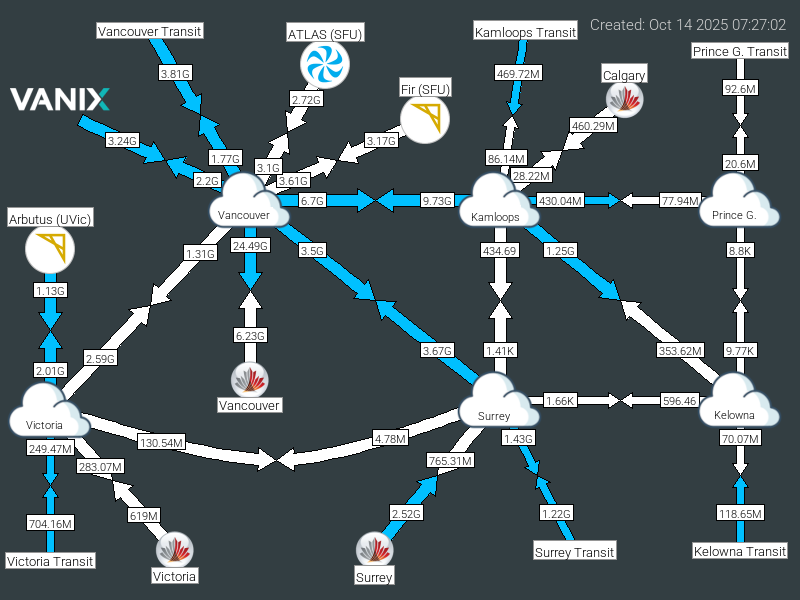 Created: Oct 14 2025 07:27:02
Vancouver Transit
ATLAS (SFU)
Kamloops Transit
Prince G. Transit
3.81G
469.72M
Calgary
92.6M
VANIX
Fir (SFU)
2.72G
460.29M
3.24G
3.17G
1.77G
86.14M
20.6M
3.1G
28.22M
2.2G
3.61G
6.7G
9.73G
430.04M
77.94M
Vancouver
Kamloops
Prince G.
Arbutus (UVic)
1.31G
24.49G
3.5G
434.69
1.25G
8.8K
1.13G
6.23G
2.59G
3.67G
1.41K
353.62M
9.77K
2.01G
1.66K
596.46
Vancouver
Victoria
Surrey
Kelowna
130.54M
4.78M
1.43G
70.07M
249.47M
283.07M
765.31M
704.16M
619M
2.52G
1.22G
118.65M
Victoria Transit
Victoria
Surrey
Surrey Transit
Kelowna Transit